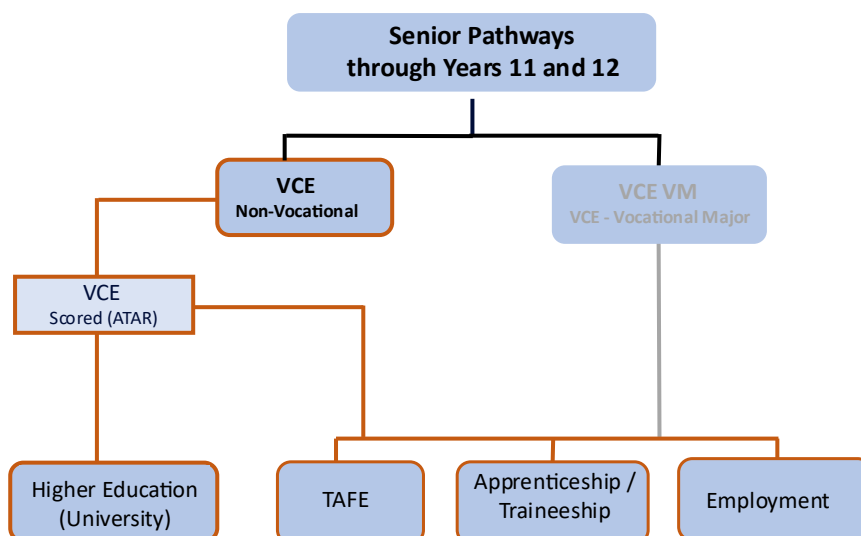 Senior Pathways
through Years 11 and 12
VCE
Non-Vocational
VCE VM
VCE - Vocational Major
VCE
Scored (ATAR)
Higher Education
(University)
TAFE
Apprenticeship /
Traineeship
Employment